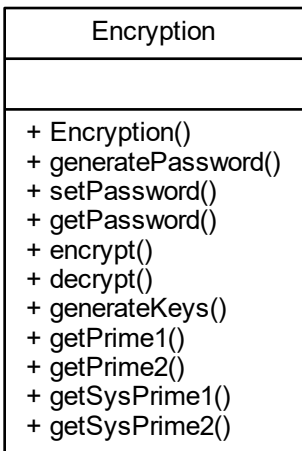 Encryption
+ Encryption()
+ generatePassword()
+ setPassword()
+ getPassword()
+ encrypt()
+ decrypt()
+ generateKeys()
+ getPrime1()
+ getPrime2()
+ getSysPrime1()
+ getSysPrime2()